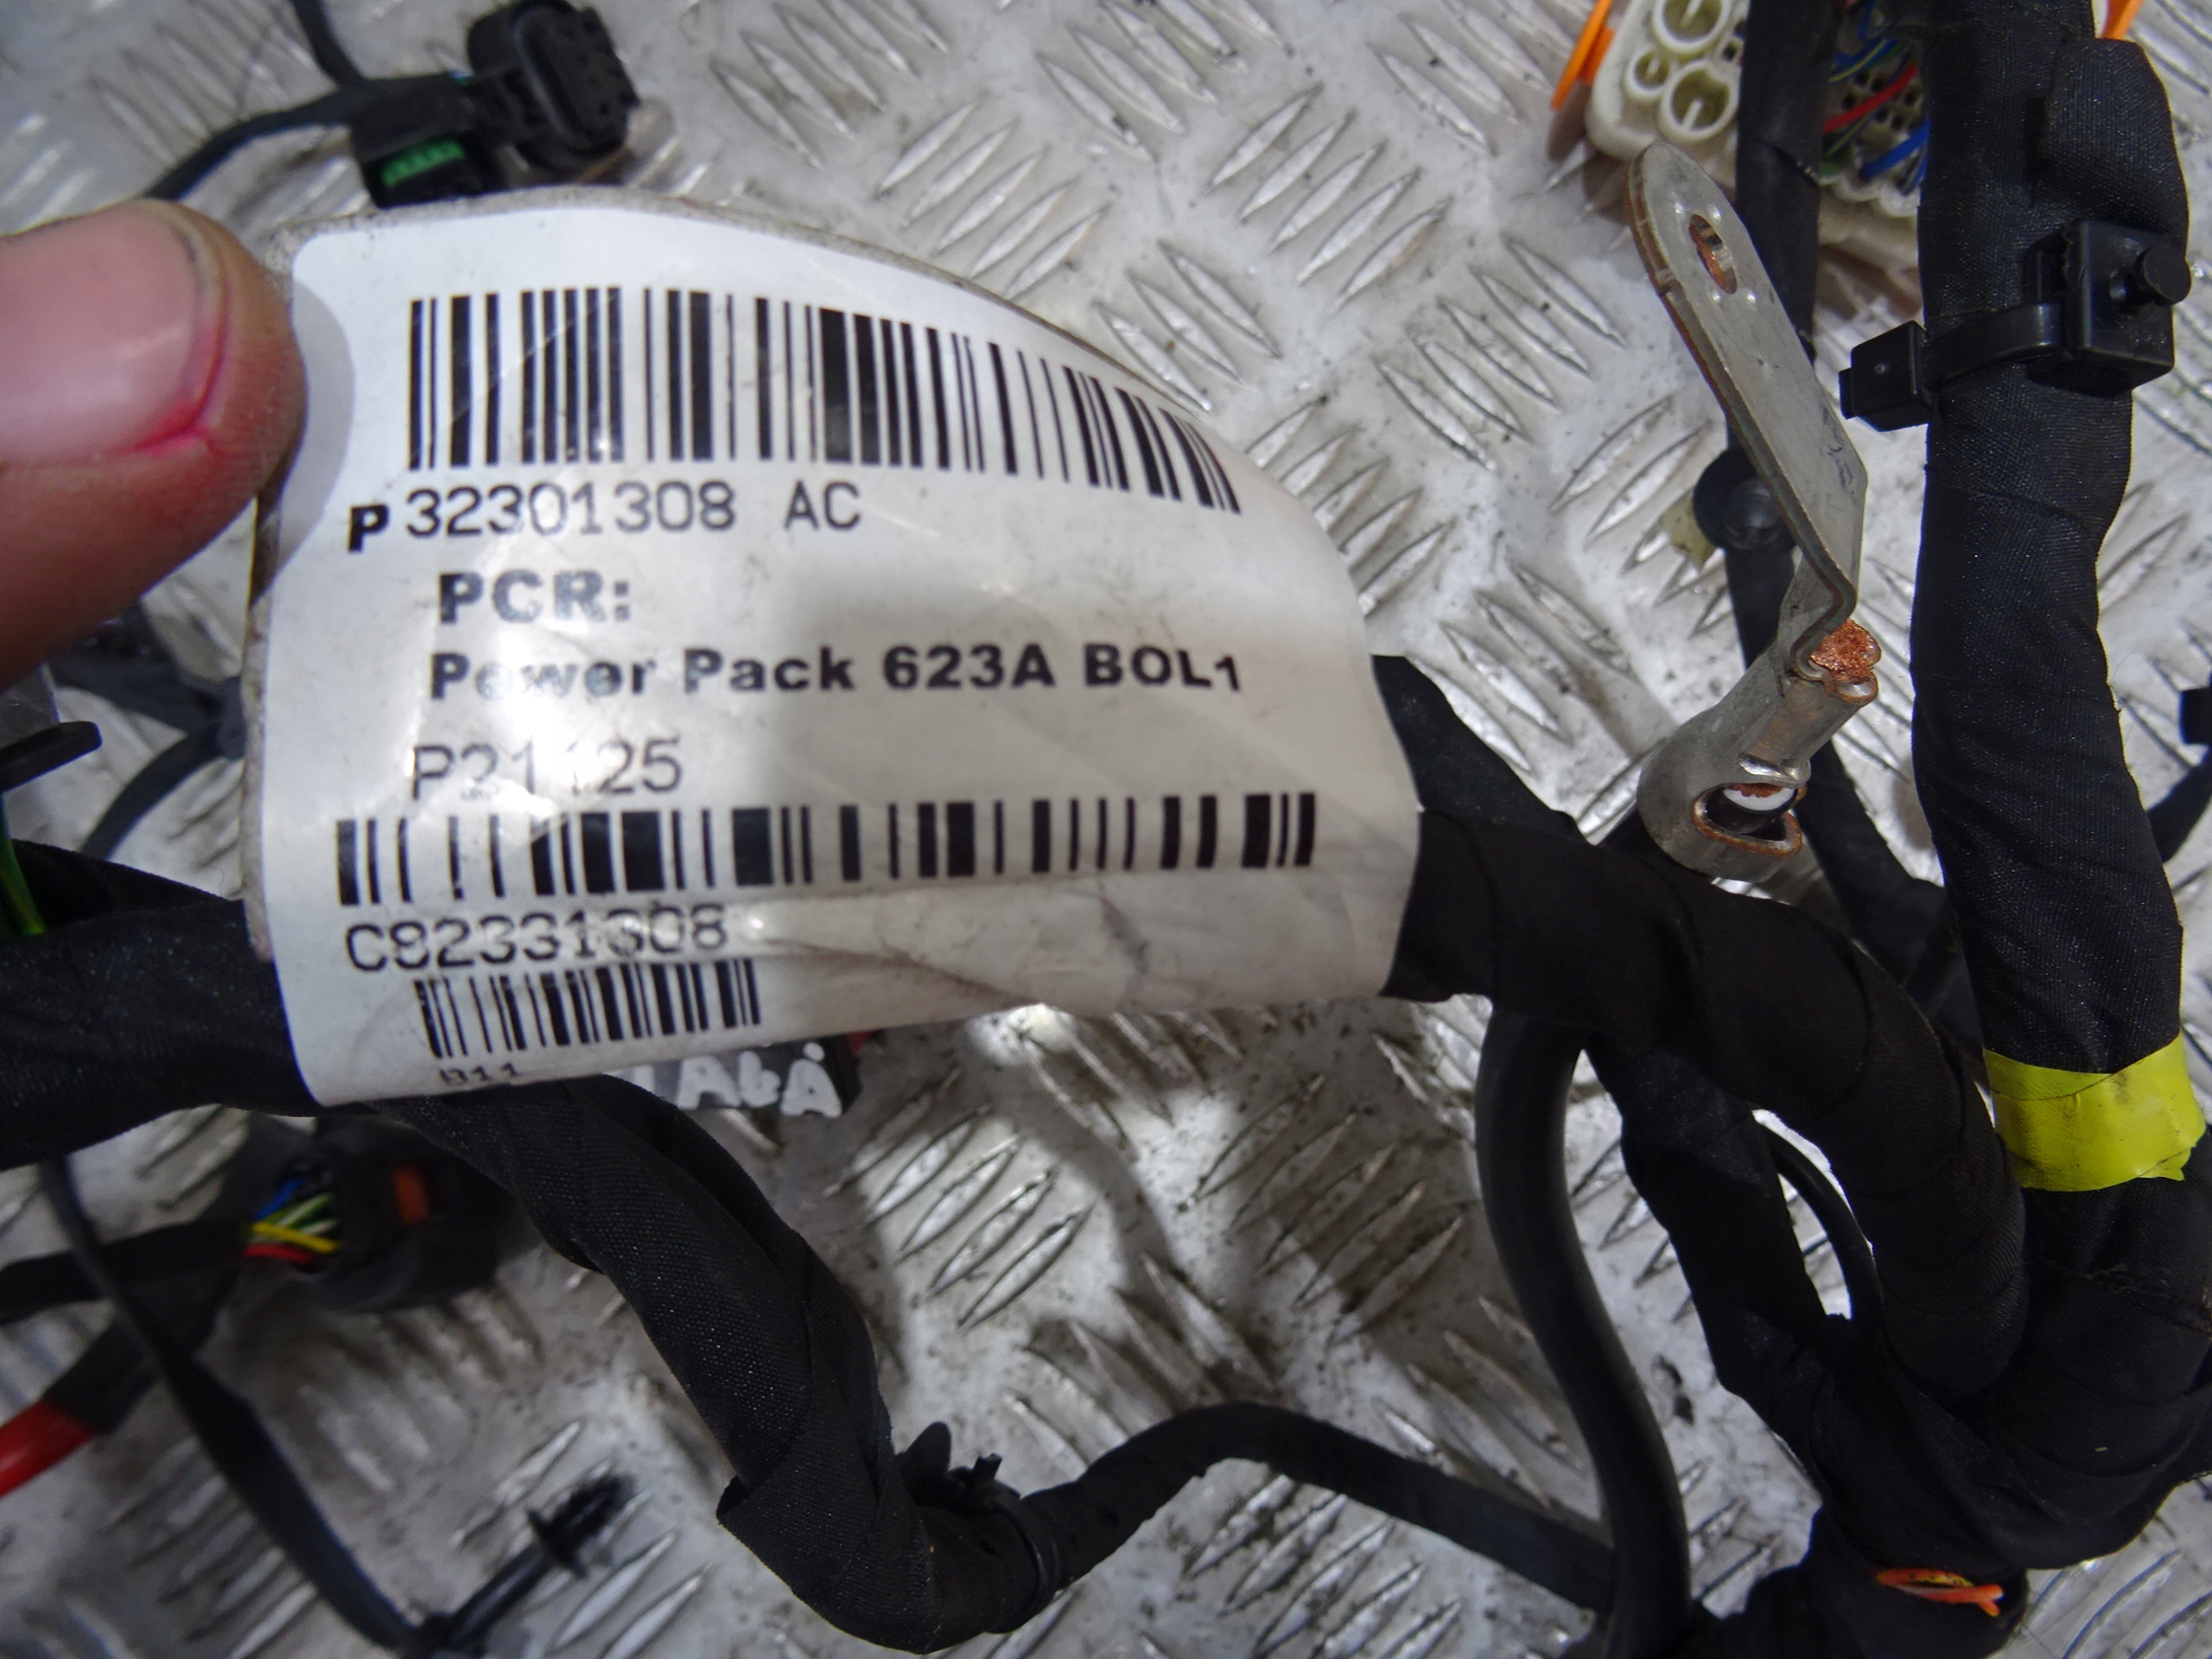 P 32301308 AC
PCR:
Power Pack 623A BOL1
C82331308